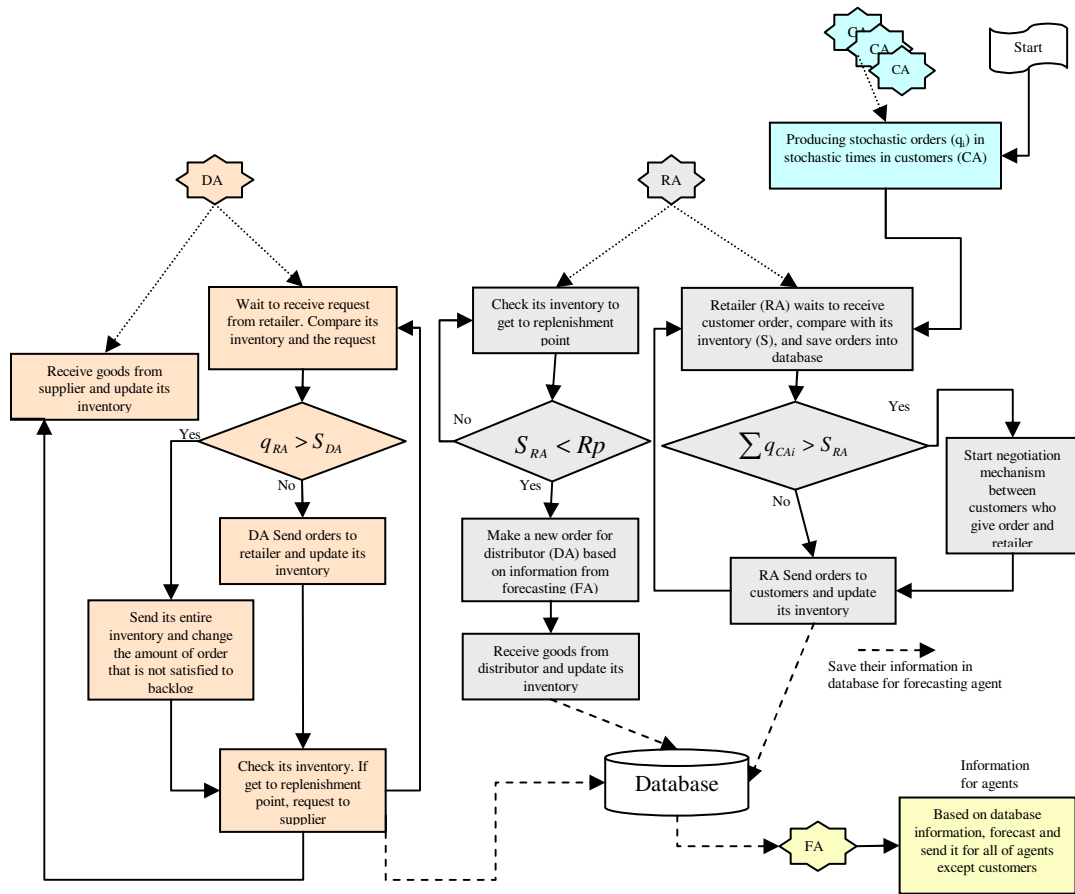 CA
CA
CA
Start
Producing stochastic orders (qi) in
stochastic times in customers (CA)
DA
RA
Wait to receive request
from retailer. Compare its
inventory and the request
Check its inventory to
get to replenishment
point
Retailer (RA) waits to receive
customer order, compare with its
inventory (S), and save orders into
database
Receive goods from
supplier and update its
inventory
Yes
q_RA > S_DA
No
No
S_RA < Rp
Yes
∑ q_CAi > S_RA
Yes
No
Start negotiation
mechanism
between
customers who
give order and
retailer
DA Send orders to
retailer and update its
inventory
Make a new order for
distributor (DA) based
on information from
forecasting (FA)
RA Send orders to
customers and update
its inventory
Send its entire
inventory and change
the amount of order
that is not satisfied to
backlog
Receive goods from
distributor and update its
inventory
Save their information in
database for forecasting agent
Check its inventory. If
get to replenishment
point, request to
supplier
Database
Information
for agents
FA
Based on database
information, forecast and
send it for all of agents
except customers